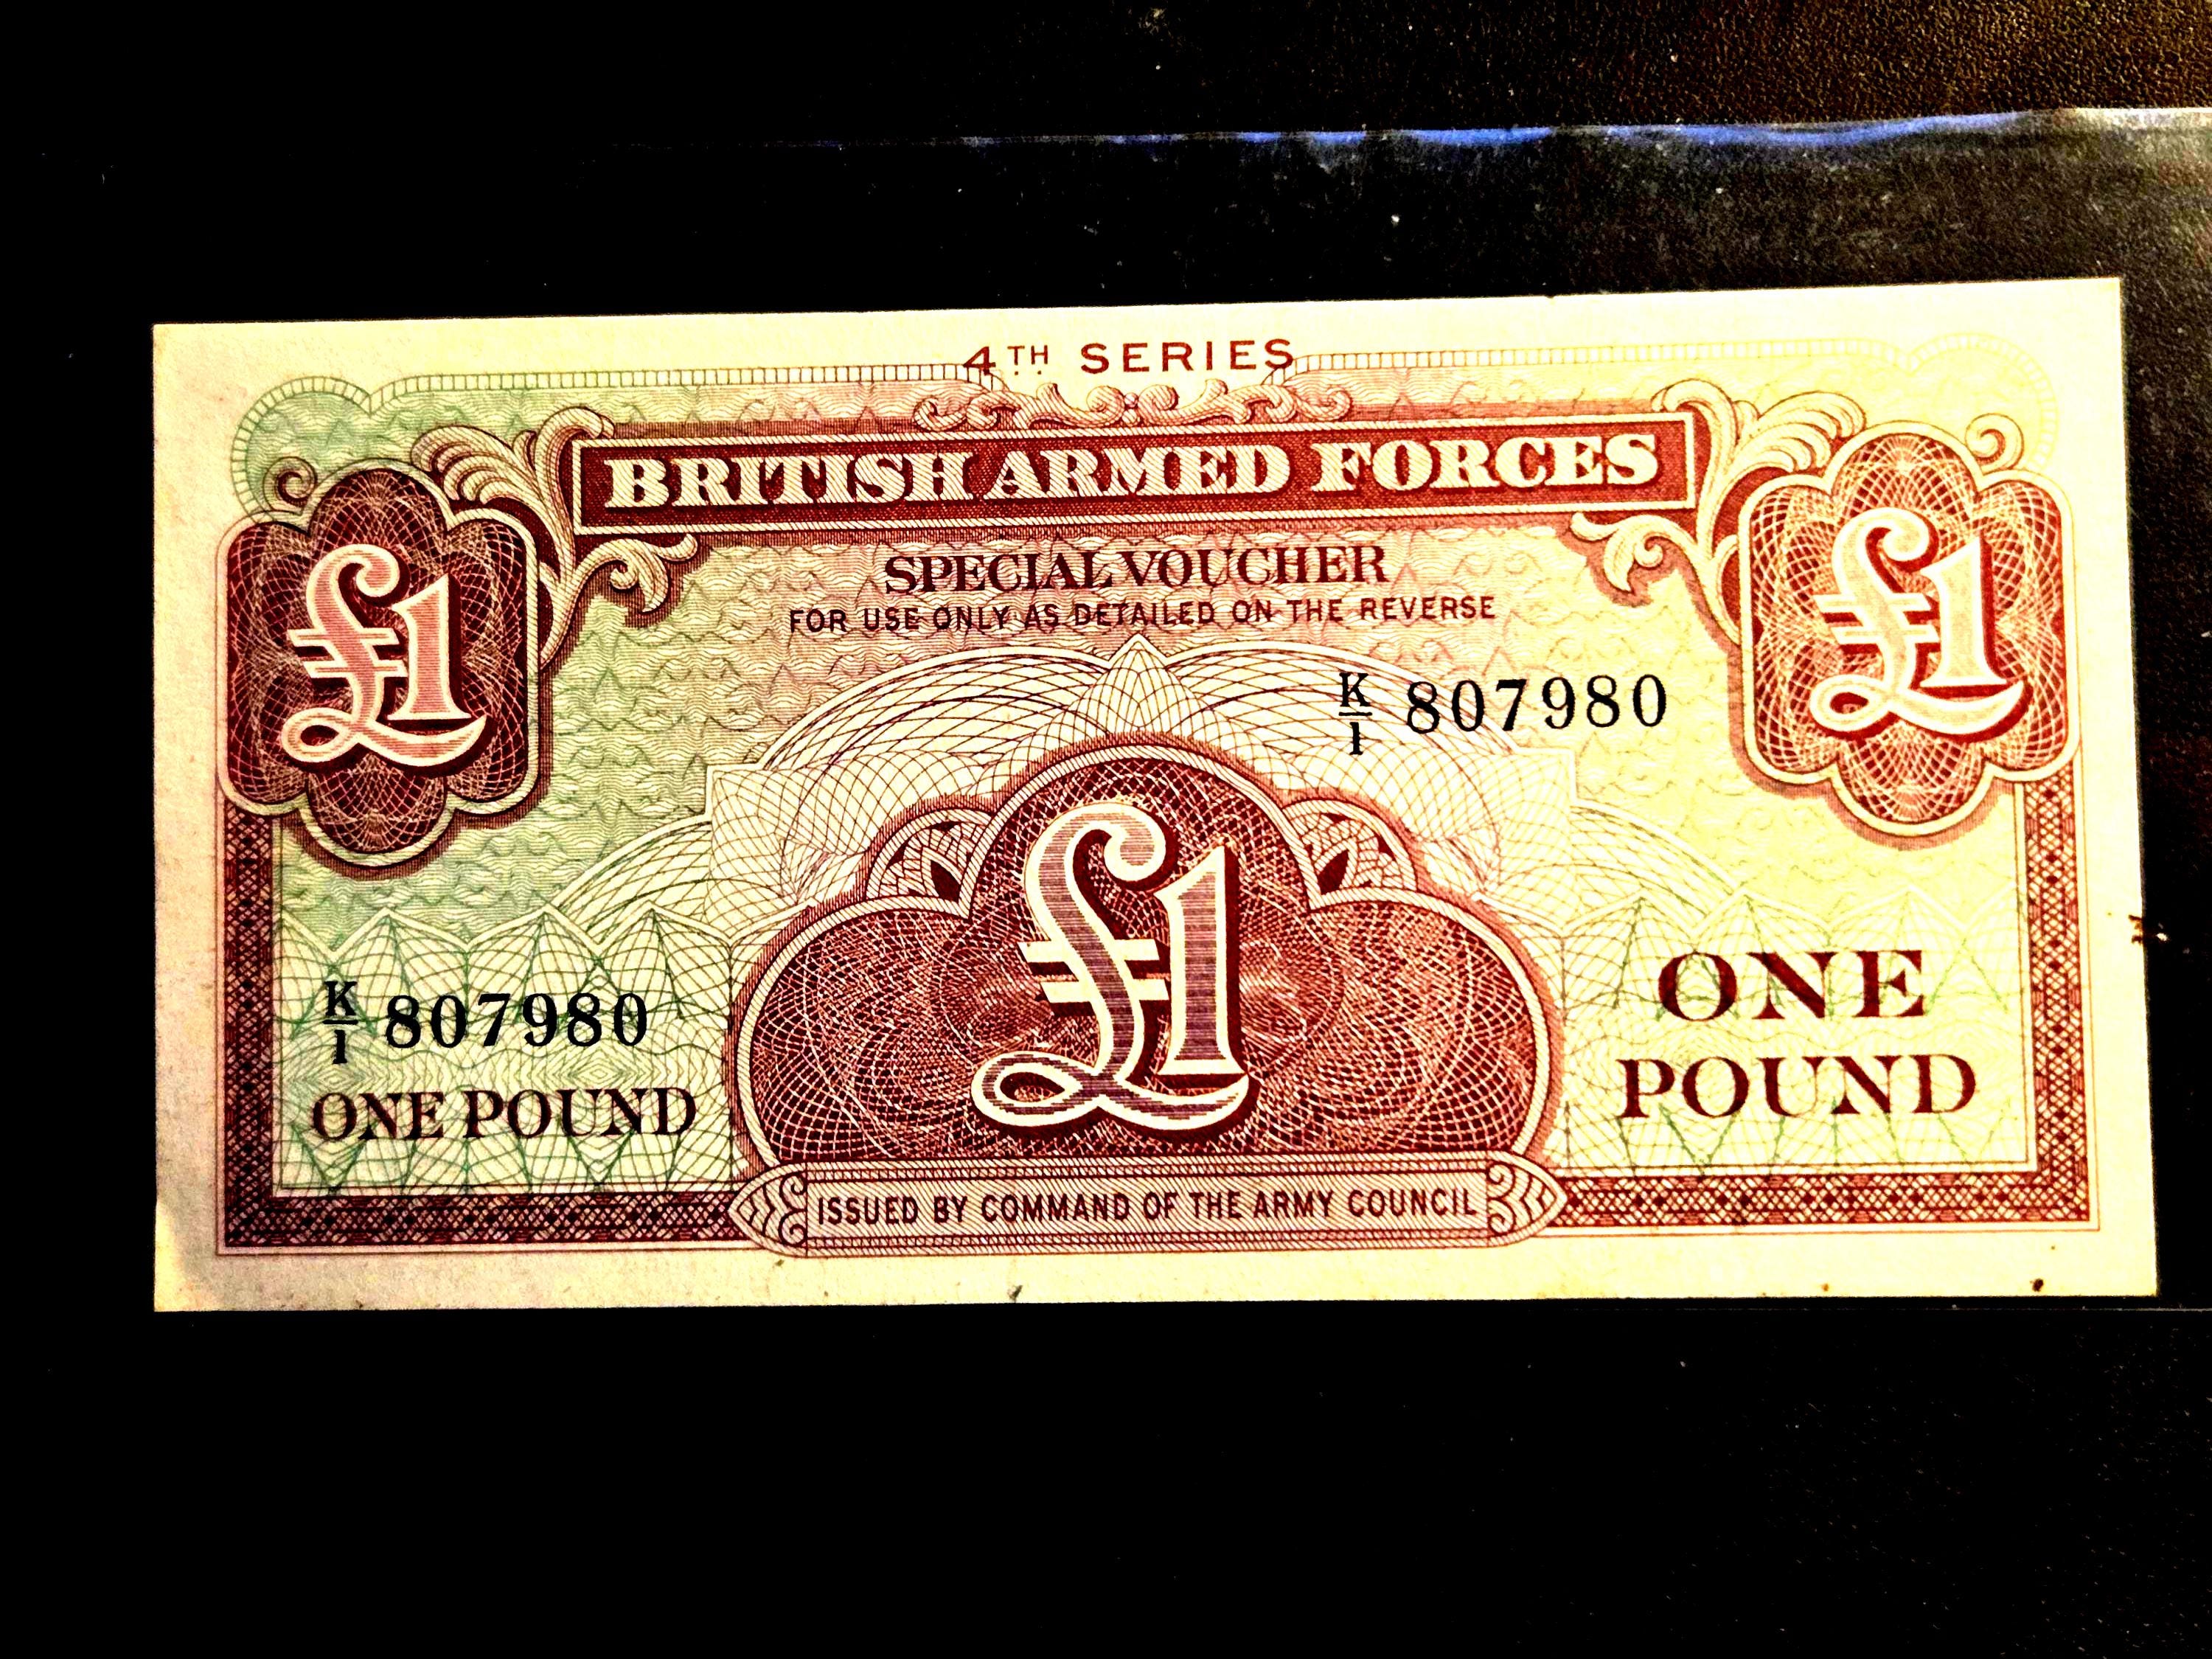 4TH SERIES
BRITISH ARMED FORCES
£1
£1
SPECIAL VOUCHER
FOR USE ONLY AS DETAILED ON THE REVERSE
K/1 807980
£1
K/1 807980
ONE POUND
ONE
POUND
ISSUED BY COMMAND OF THE ARMY COUNCIL